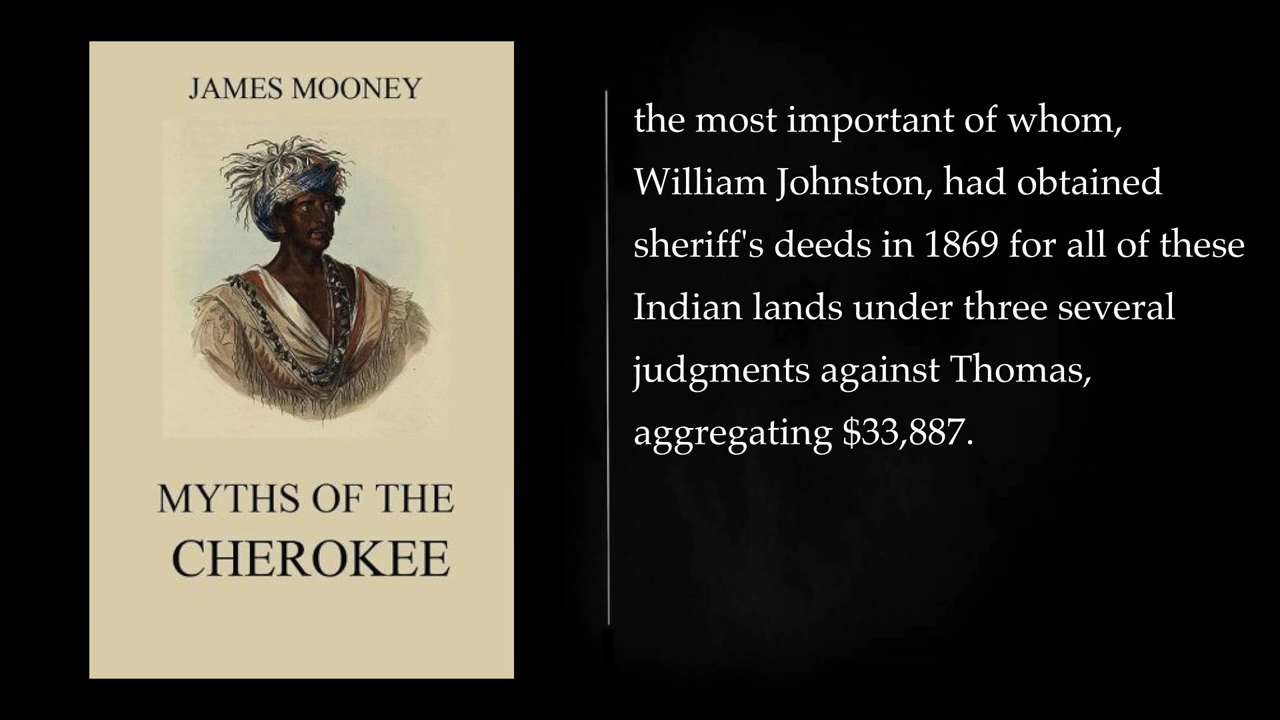 JAMES MOONEY
MYTHS OF THE
CHEROKEE
the most important of whom,
William Johnston, had obtained
sheriff's deeds in 1869 for all of these
Indian lands under three several
judgments against Thomas,
aggregating $33,887.